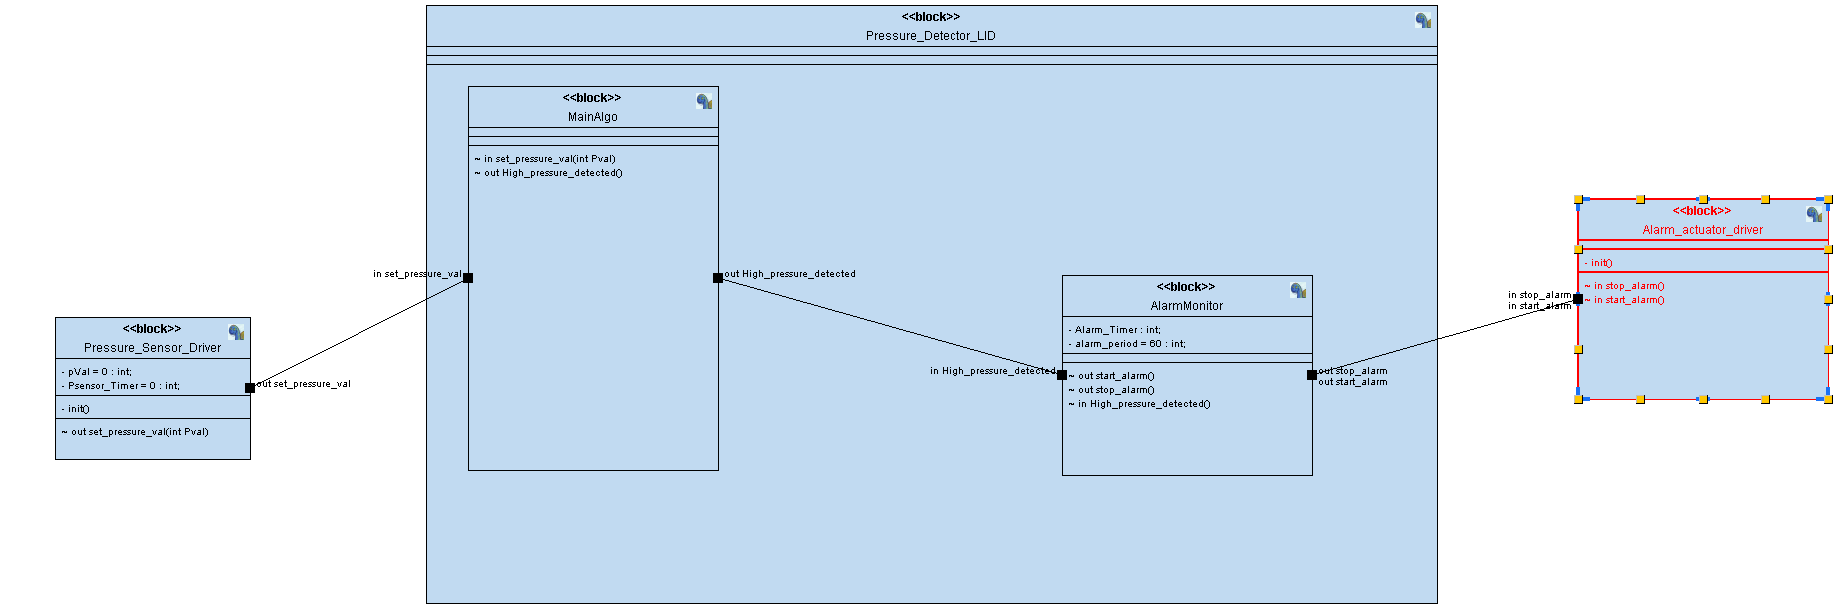 <<block>>
Pressure_Detector_LID
<<block>>
MainAlgo
~ in set_pressure_val(int Pval)
~ out High_pressure_detected()
in set_pressure_val
out High_pressure_detected
<<block>>
Pressure_Sensor_Driver
- pVal = 0 : int;
- Psensor_Timer = 0 : int;
- init()
~ out set_pressure_val(int Pval)
out set_pressure_val
<<block>>
AlarmMonitor
- Alarm_Timer : int;
- alarm_period = 60 : int;
~ out start_alarm()
~ out stop_alarm()
~ in High_pressure_detected()
in High_pressure_detected
out stop_alarm
out start_alarm
<<block>>
Alarm_actuator_driver
- init()
~ in stop_alarm()
~ in start_alarm()
in stop_alarm
in start_alarm